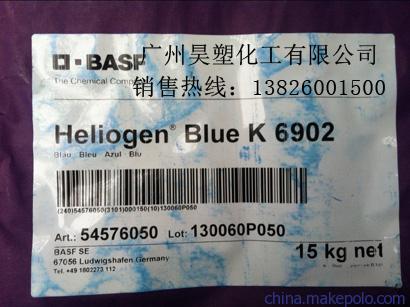 BASF
广州昊塑化工有限公司
The Chemical Comp
销售热线：13826001500
Heliogen® Blue K 6902
Blau Bleu Azul Blu
(240)54576050(3101)000150(10)130060P050
Art.: 54576050 Lot: 130060P050
BASF SE
67056 Ludwigshafen Germany
Tel. +49 1802273 112
15 kg net
china.makepolo.com